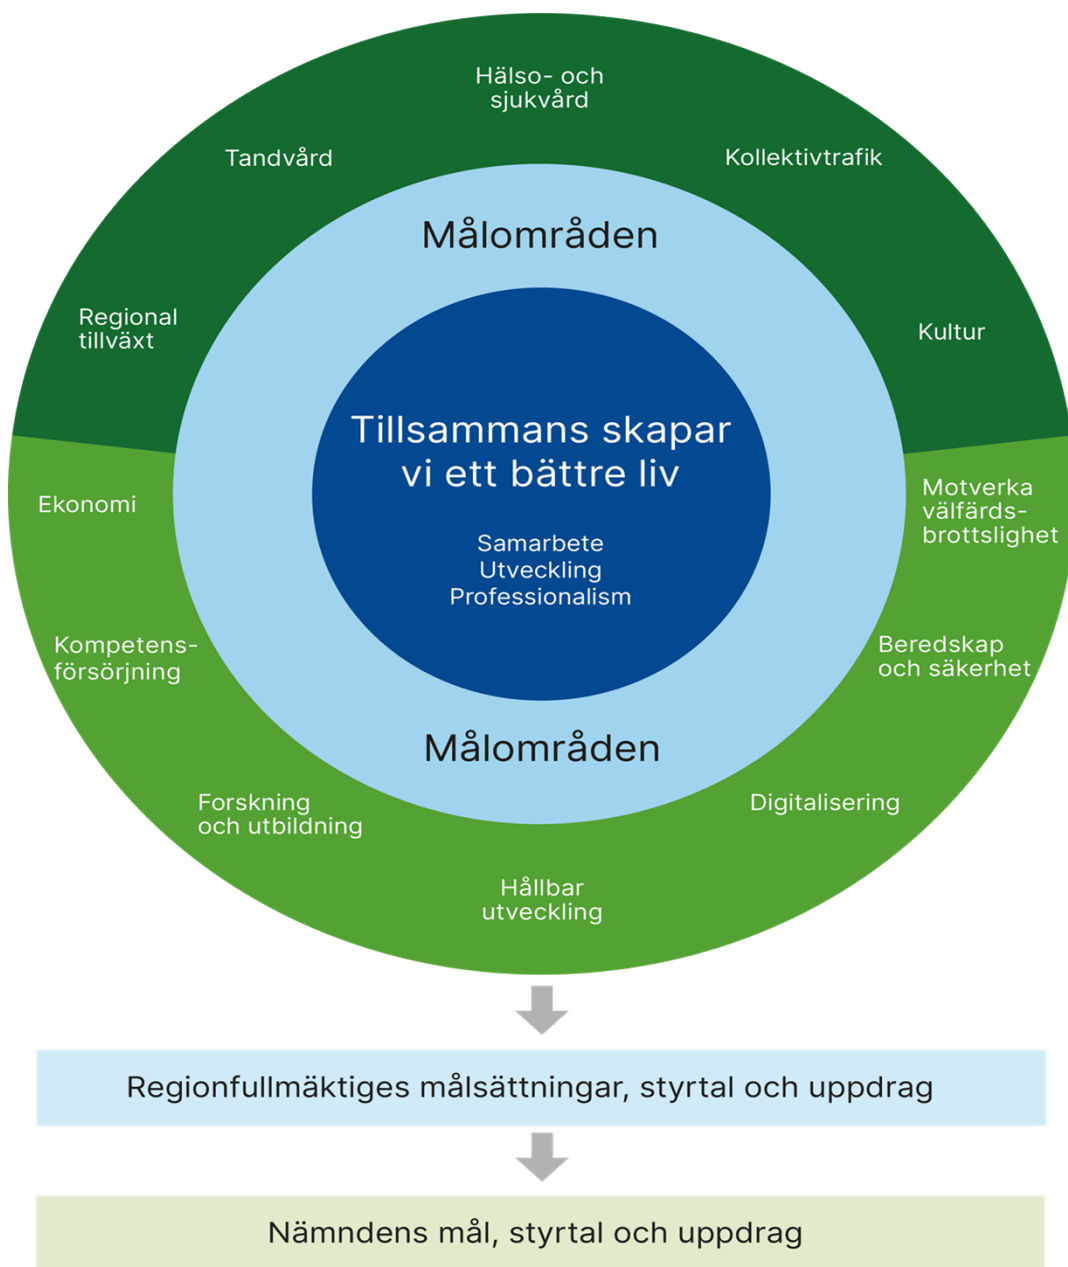 Hälso- och
sjukvård
Tandvård
Kollektivtrafik
Målområden
Regional
tillväxt
Kultur
Tillsammans skapar
vi ett bättre liv
Samarbete
Utveckling
Professionalism
Ekonomi
Motverka
välfärds-
brottslighet
Kompetens-
försörjning
Beredskap
och säkerhet
Målområden
Forskning
och utbildning
Digitalisering
Hållbar
utveckling
Regionfullmäktiges målsättningar, styrtal och uppdrag
Nämndens mål, styrtal och uppdrag